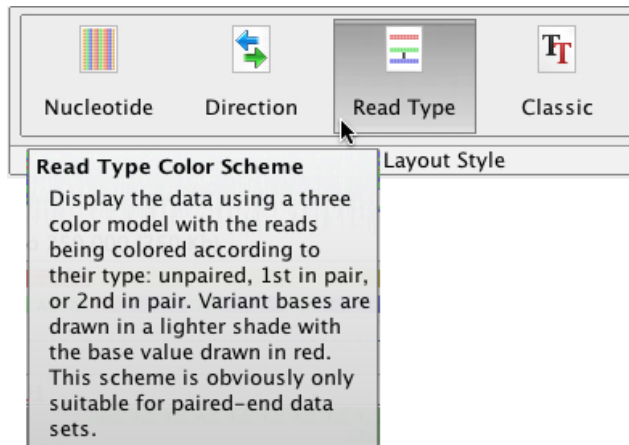 Nucleotide Direction Read Type Classic
Layout Style
Read Type Color Scheme
Display the data using a three
color model with the reads
being colored according to
their type: unpaired, 1st in pair,
or 2nd in pair. Variant bases are
drawn in a lighter shade with
the base value drawn in red.
This scheme is obviously only
suitable for paired-end data
sets.